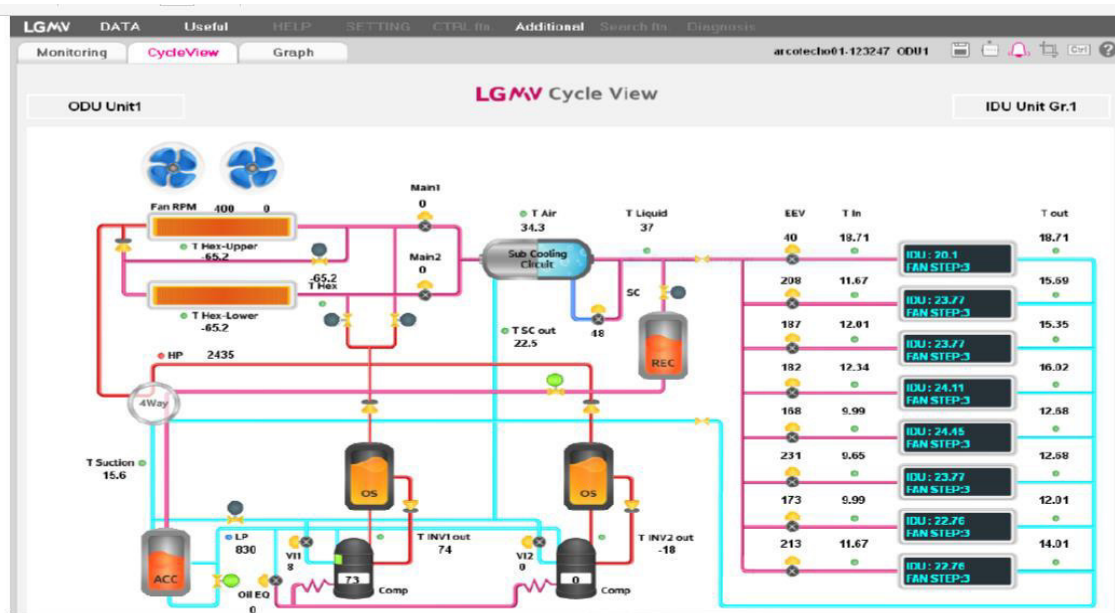 LGMV DATA Useful HELP SETTING CTRL ftn. Additional Search ftn. Diagnosis
Monitoring CycleView Graph arcotecho01-123247 ODU1 Ctrl ?
LGMV Cycle View
ODU Unit1 IDU Unit Gr.1
Fan RPM 400 0
T Hex-Upper
-65.2
-65.2
T Hex
T Hex-Lower
-65.2
Main1
0
Main2
0
T Air
34.3
T Liquid
37
Sub Cooling
Circuit
SC
48
T SC out
22.5
REC
HP 2435
4Way
T Suction
15.6
OS
OS
LP
830
ACC
Oil EQ
0
VI1
8
73
Comp
T INV1 out
74
VI2
0
0
Comp
T INV2 out
-18
EEV T In T out
40 18.71 18.71
IDU : 20.1
FAN STEP:3
208 11.67 15.69
IDU : 23.77
FAN STEP:3
187 12.01 15.35
IDU : 23.77
FAN STEP:3
182 12.34 16.02
IDU : 24.11
FAN STEP:3
168 9.99 12.68
IDU : 24.45
FAN STEP:3
231 9.65 12.68
IDU : 23.77
FAN STEP:3
173 9.99 12.01
IDU : 22.76
FAN STEP:3
213 11.67 14.01
IDU : 22.76
FAN STEP:3